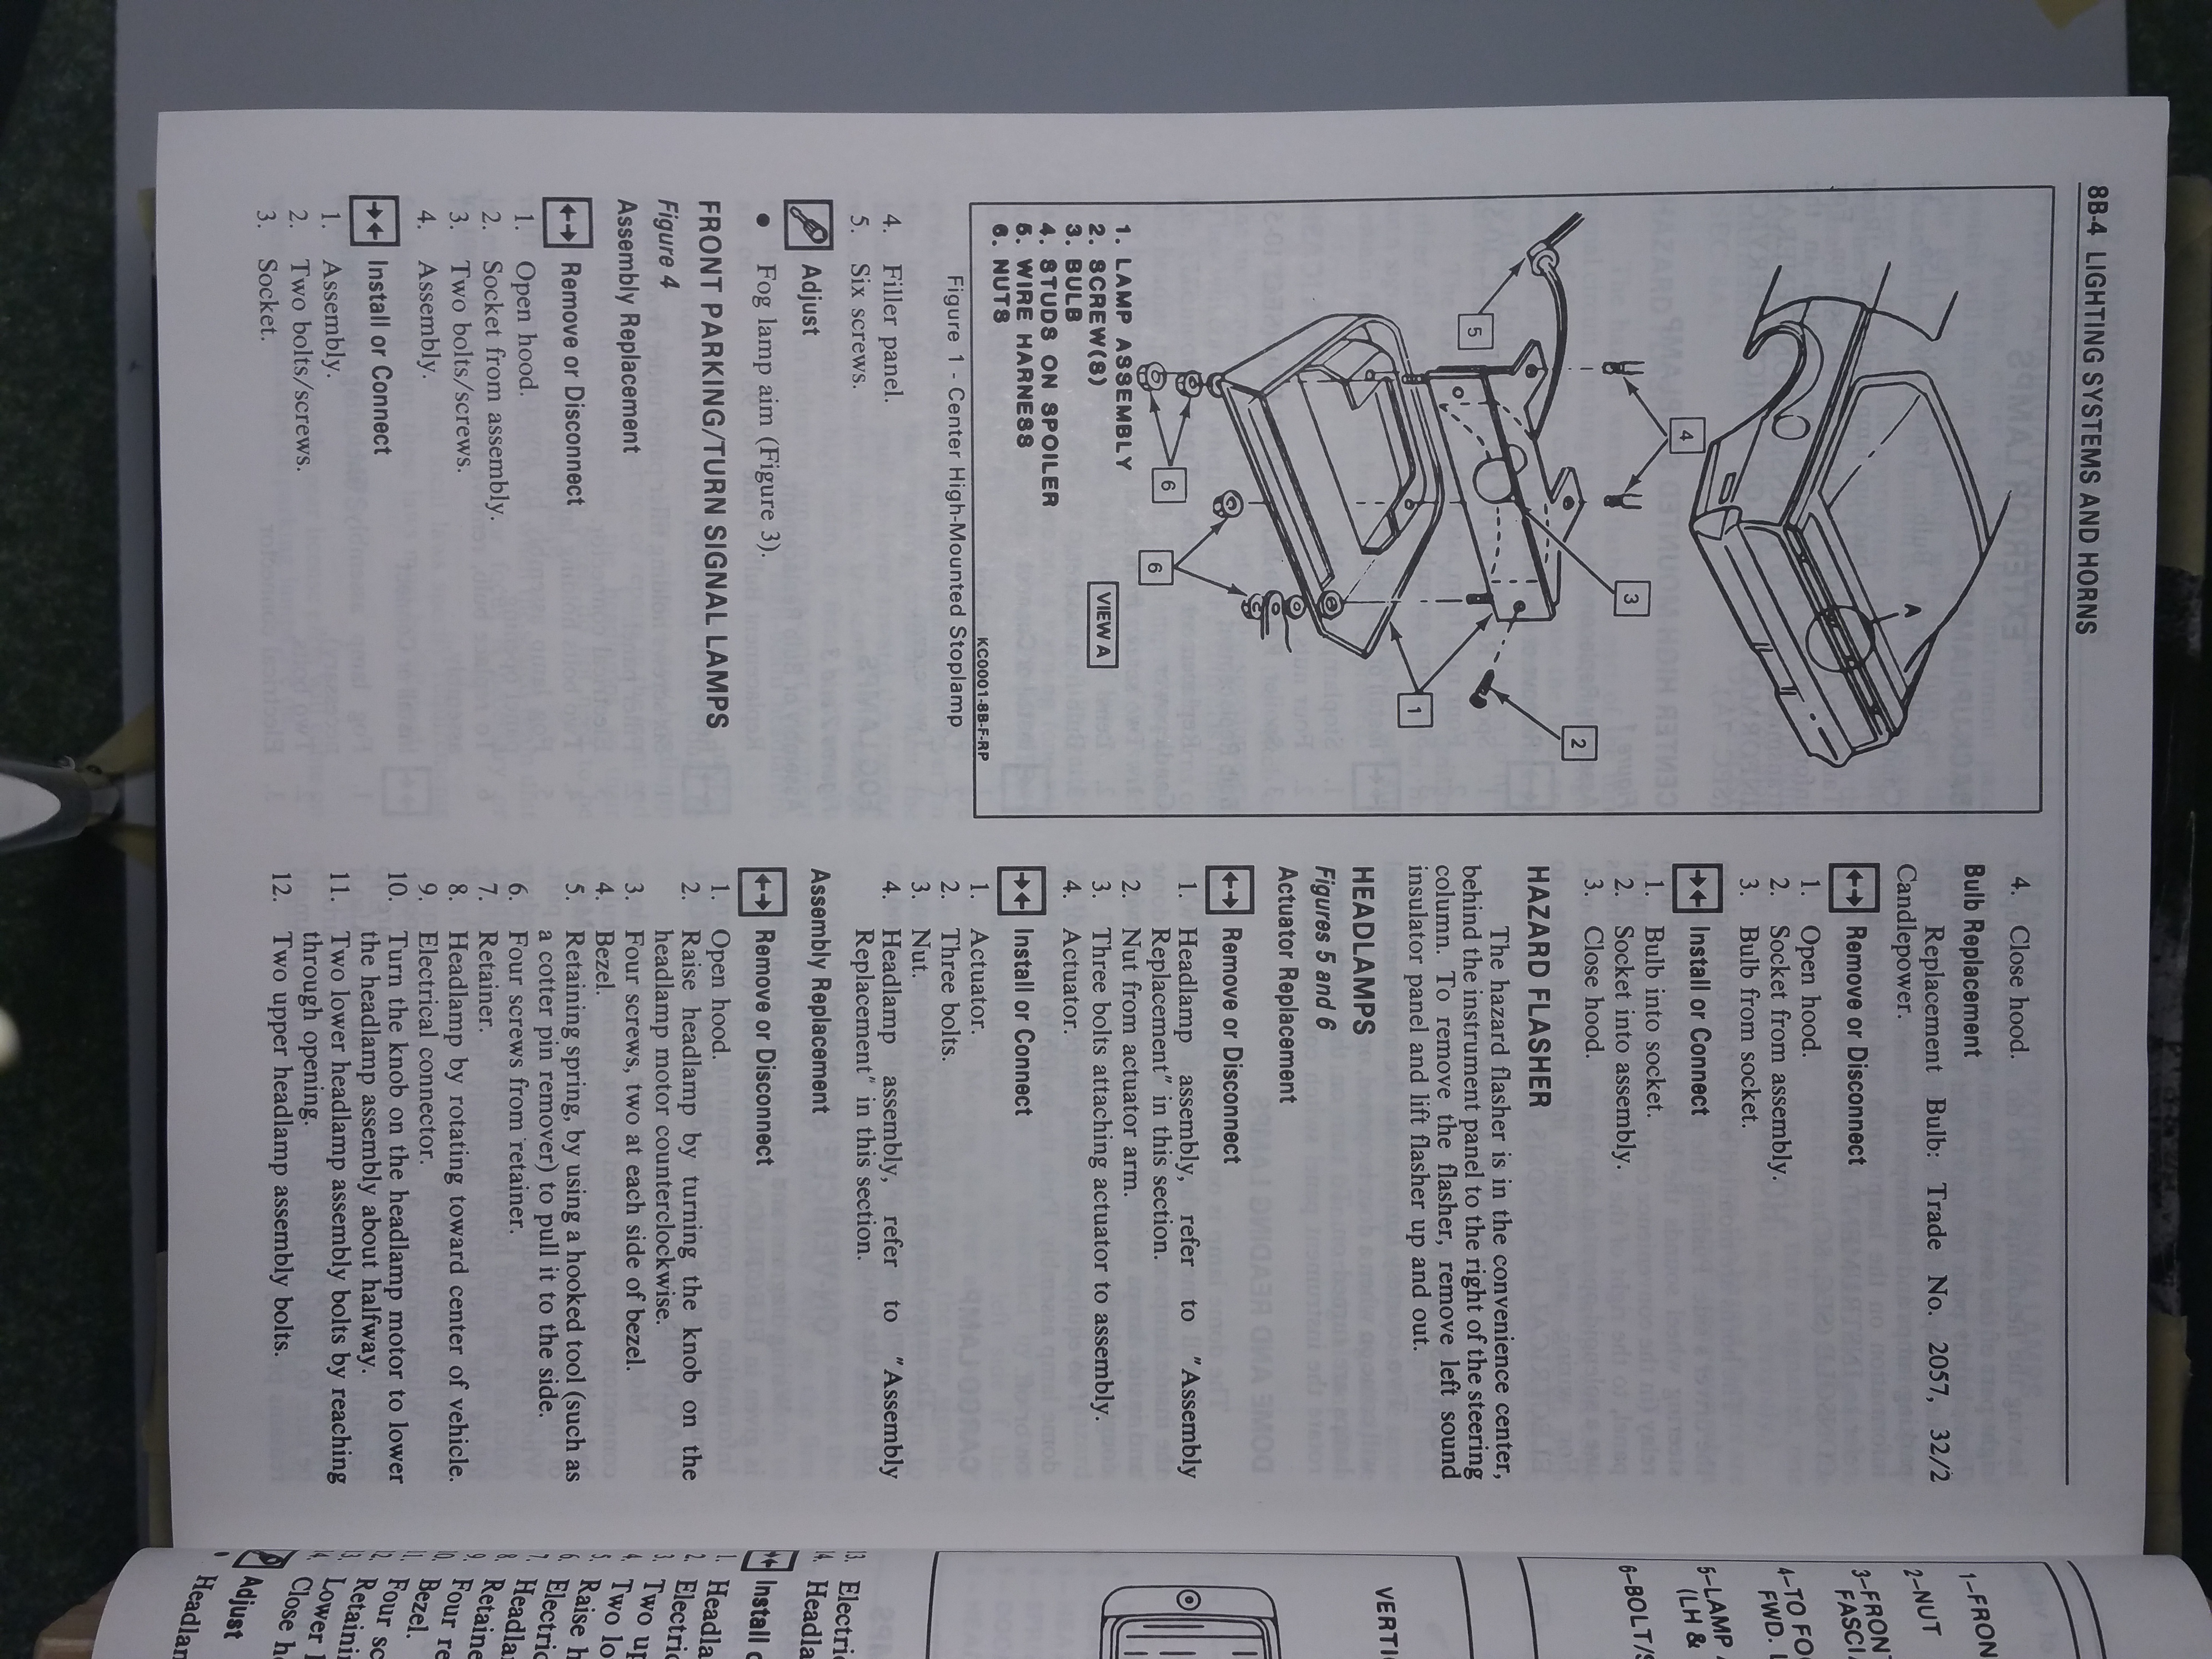 8B-4 LIGHTING SYSTEMS AND HORNS
A
4
5
3
2
1
6
6
VIEW A
1. LAMP ASSEMBLY
2. SCREW(8)
3. BULB
4. STUDS ON SPOILER
5. WIRE HARNESS
6. NUTS
KC0001-8B-F-RP
Figure 1 - Center High-Mounted Stoplamp
4. Filler panel.
5. Six screws.
Adjust
• Fog lamp aim (Figure 3).
FRONT PARKING/TURN SIGNAL LAMPS
Figure 4
Assembly Replacement
Remove or Disconnect
1. Open hood.
2. Socket from assembly.
3. Two bolts/screws.
4. Assembly.
Install or Connect
1. Assembly.
2. Two bolts/screws.
3. Socket.
4. Close hood.
Bulb Replacement
Replacement Bulb: Trade No. 2057, 32/2
Candlepower.
Remove or Disconnect
1. Open hood.
2. Socket from assembly.
3. Bulb from socket.
Install or Connect
1. Bulb into socket.
2. Socket into assembly.
3. Close hood.
HAZARD FLASHER
The hazard flasher is in the convenience center,
behind the instrument panel to the right of the steering
column. To remove the flasher, remove left sound
insulator panel and lift flasher up and out.
HEADLAMPS
Figures 5 and 6
Actuator Replacement
Remove or Disconnect
1. Headlamp assembly, refer to "Assembly
Replacement" in this section.
2. Nut from actuator arm.
3. Three bolts attaching actuator to assembly.
4. Actuator.
Install or Connect
1. Actuator.
2. Three bolts.
3. Nut.
4. Headlamp assembly, refer to "Assembly
Replacement" in this section.
Assembly Replacement
Remove or Disconnect
1. Open hood.
2. Raise headlamp by turning the knob on the
headlamp motor counterclockwise.
3. Four screws, two at each side of bezel.
4. Bezel.
5. Retaining spring, by using a hooked tool (such as
a cotter pin remover) to pull it to the side.
6. Four screws from retainer.
7. Retainer.
8. Headlamp by rotating toward center of vehicle.
9. Electrical connector.
10. Turn the knob on the headlamp motor to lower
the headlamp assembly about halfway.
11. Two lower headlamp assembly bolts by reaching
through opening.
12. Two upper headlamp assembly bolts.
1-FRON
2-NUT
3-FRONT
FASCI
4-TO FO
FWD.
5-LAMP
(LH &
6-BOLT/S
VERTI
13. Electric
14. Headla
Install
1. Headla
2. Electric
3. Two up
4. Two lo
5. Raise h
6. Electric
7. Headla
8. Retaine
9. Four re
10. Bezel.
11. Four sc
12. Retaini
13. Lower
14. Close h
Adjust
• Headlam